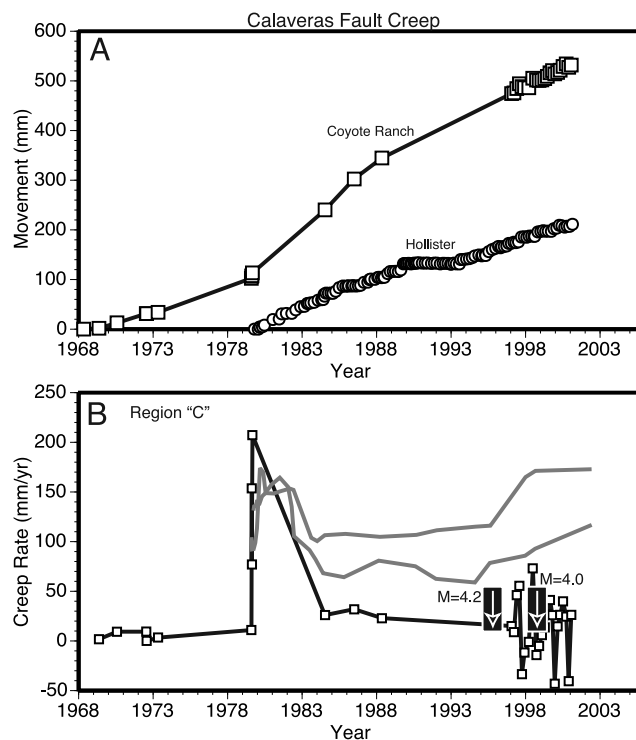 Calaveras Fault Creep
A
600
500
400
300
200
100
0
Movement (mm)
Coyote Ranch
Hollister
1968 1973 1978 1983 1988 1993 1998 2003
Year
B
Region “C”
250
200
150
100
50
0
-50
Creep Rate (mm/yr)
M=4.2
M=4.0
1968 1973 1978 1983 1988 1993 1998 2003
Year